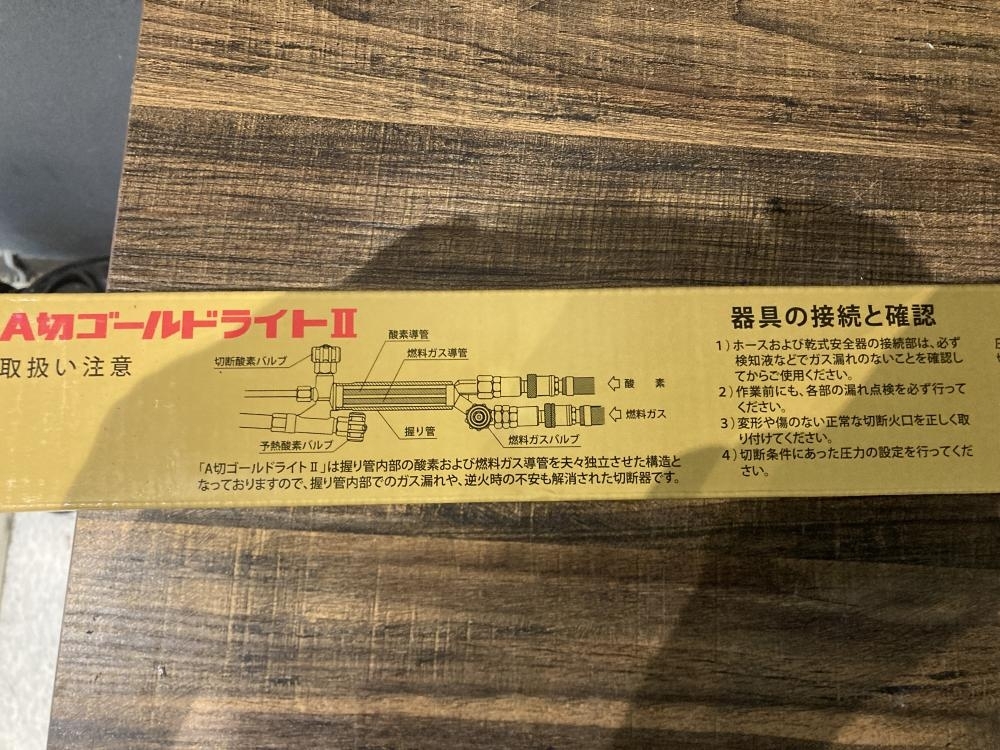 A切ゴールドライトⅡ
取扱い注意
切断酸素バルブ
酸素導管
燃料ガス導管
酸 素
燃料ガス
予熱酸素バルブ
握り管
燃料ガスバルブ
「A切ゴールドライトⅡ」は握り管内部の酸素および燃料ガス導管を夫々独立させた構造と
なっておりますので、握り管内部でのガス漏れや、逆火時の不安も解消された切断器です。
器具の接続と確認
1）ホースおよび乾式安全器の接続部は、必ず
検知液などでガス漏れのないことを確認し
てからご使用ください。
2）作業前にも、各部の漏れ点検を必ず行って
ください。
3）変形や傷のない正常な切断火口を正しく取
り付けてください。
4）切断条件にあった圧力の設定を行ってくだ
さい。